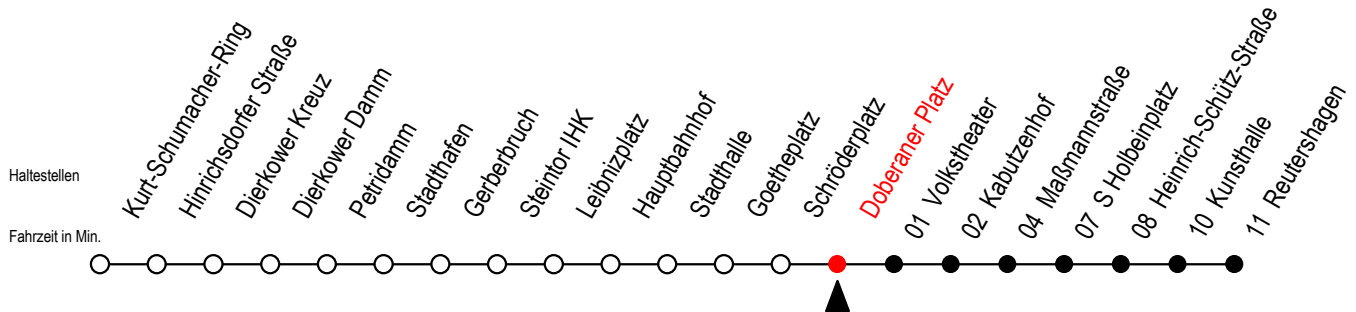 Haltestellen
Fahrzeit in Min.
Kurt-Schumacher-Ring
Hinrichsdorfer Straße
Dierkower Kreuz
Dierkower Damm
Petridamm
Stadthafen
Gerberbruch
Steintor IHK
Leibnizplatz
Hauptbahnhof
Stadthalle
Goetheplatz
Schröderplatz
Doberaner Platz
01 Volkstheater
02 Kabutzenhof
04 Maßmannstraße
07 S Holbeinplatz
08 Heinrich-Schütz-Straße
10 Kunsthalle
11 Reutershagen